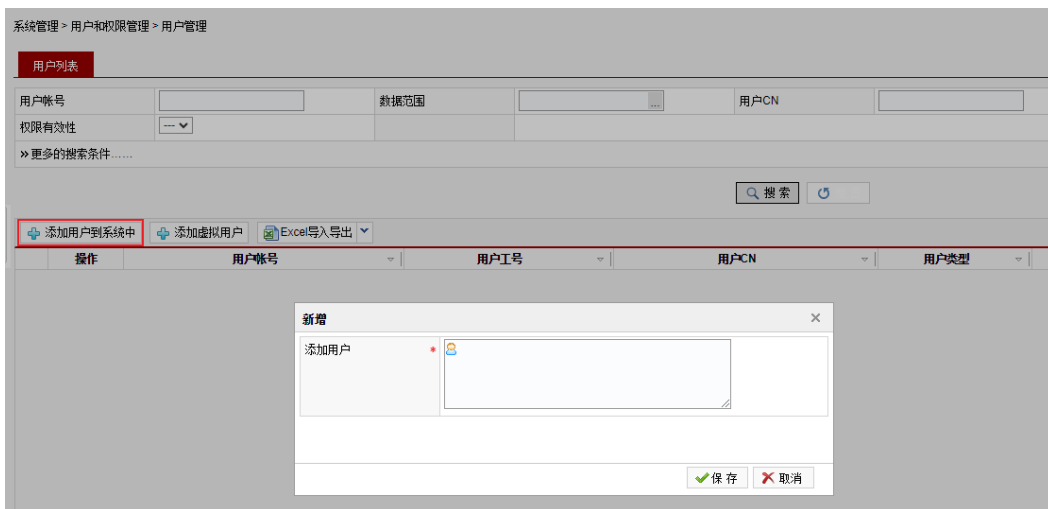 系统管理 > 用户和权限管理 > 用户管理
用户列表
用户帐号 数据范围 ... 用户CN
权限有效性 ---
»更多的搜索条件……
搜索
添加用户到系统中 添加虚拟用户 Excel导入导出
操作 用户帐号 用户工号 用户CN 用户类型
新增 ×
添加用户 *
保存 取消